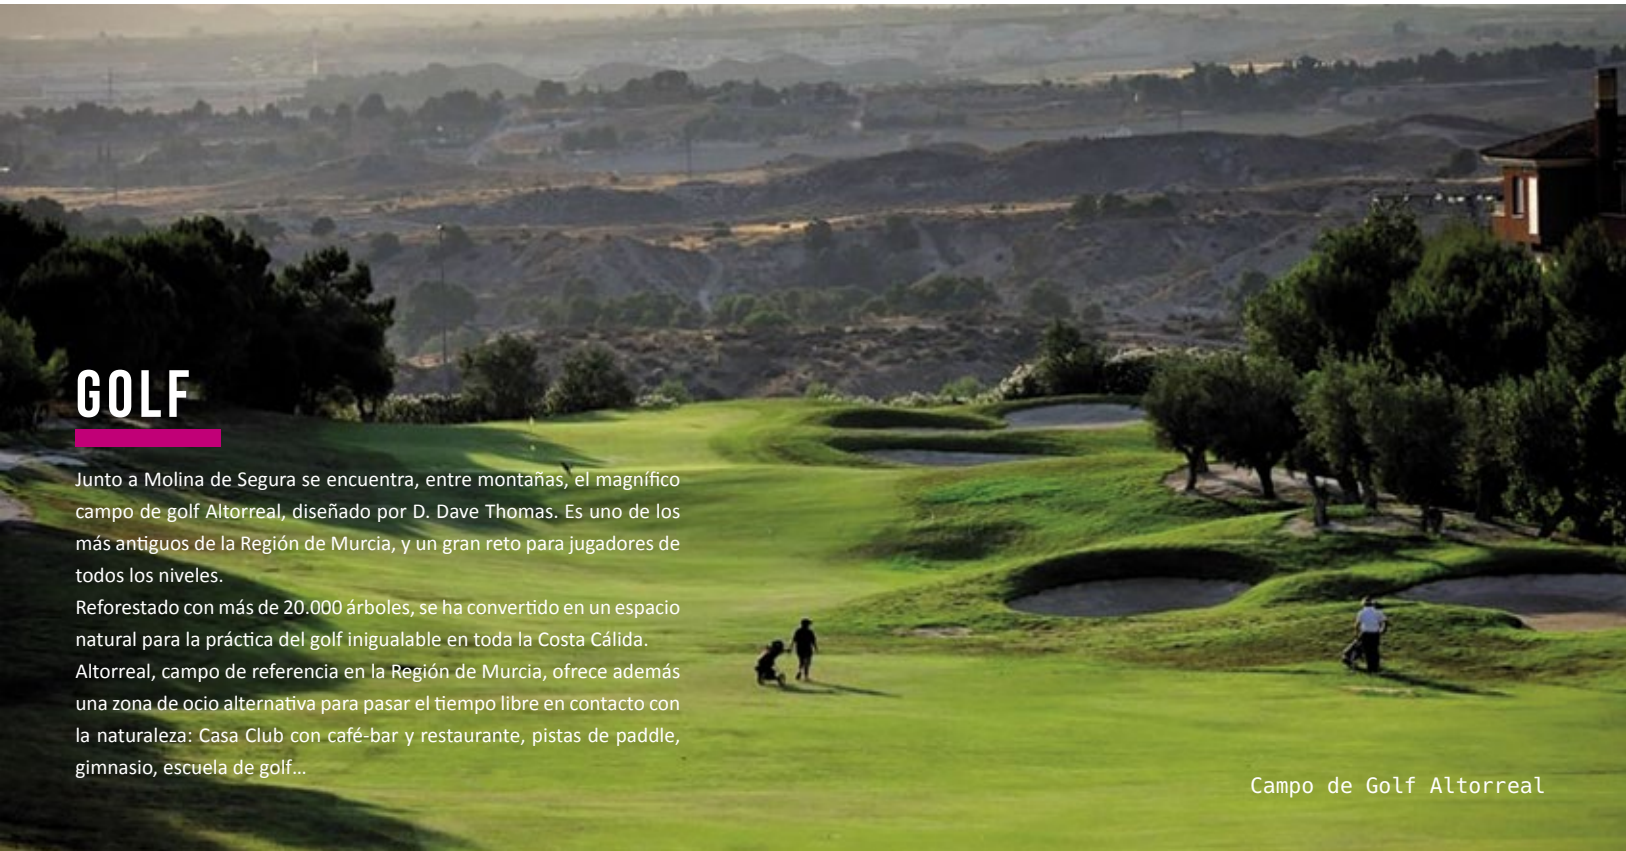 GOLF
Junto a Molina de Segura se encuentra, entre montañas, el magnífico
campo de golf Altorreal, diseñado por D. Dave Thomas. Es uno de los
más antiguos de la Región de Murcia, y un gran reto para jugadores de
todos los niveles.
Reforestado con más de 20.000 árboles, se ha convertido en un espacio
natural para la práctica del golf inigualable en toda la Costa Cálida.
Altorreal, campo de referencia en la Región de Murcia, ofrece además
una zona de ocio alternativa para pasar el tiempo libre en contacto con
la naturaleza: Casa Club con café-bar y restaurante, pistas de paddle,
gimnasio, escuela de golf...
Campo de Golf Altorreal